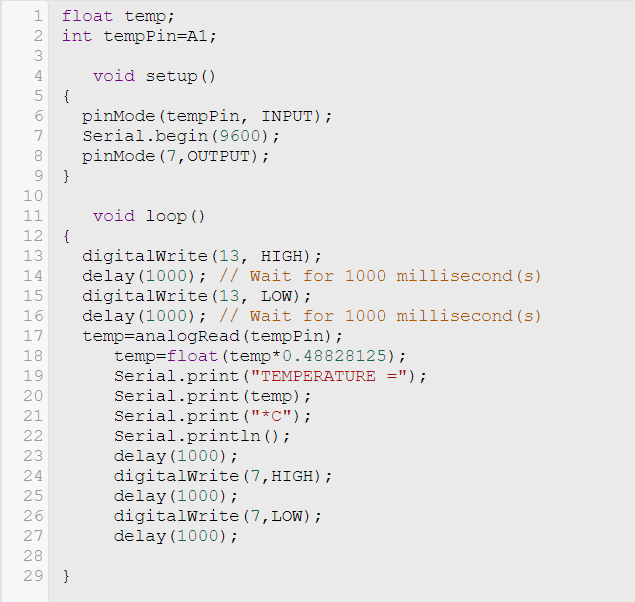 1 float temp;
2 int tempPin=A1;
3
4    void setup()
5 {
6   pinMode(tempPin, INPUT);
7   Serial.begin(9600);
8   pinMode(7,OUTPUT);
9 }
10
11    void loop()
12 {
13   digitalWrite(13, HIGH);
14   delay(1000); // Wait for 1000 millisecond(s)
15   digitalWrite(13, LOW);
16   delay(1000); // Wait for 1000 millisecond(s)
17   temp=analogRead(tempPin);
18      temp=float(temp*0.48828125);
19      Serial.print("TEMPERATURE =");
20      Serial.print(temp);
21      Serial.print("*C");
22      Serial.println();
23      delay(1000);
24      digitalWrite(7,HIGH);
25      delay(1000);
26      digitalWrite(7,LOW);
27      delay(1000);
28
29 }